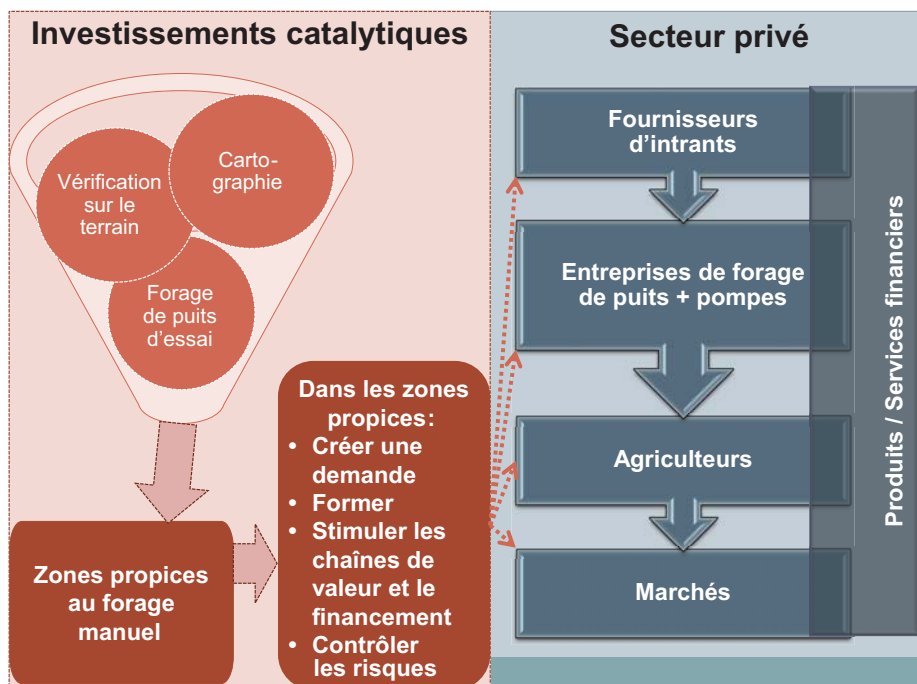 Investissements catalytiques
Vérification
sur le
terrain
Carto-
graphie
Forage
de puits
d'essai
Zones propices
au forage
manuel
Dans les zones
propices:
• Créer une
demande
• Former
• Stimuler les
chaînes de
valeur et le
financement
• Contrôler
les risques
Secteur privé
Fournisseurs
d'intrants
Entreprises de forage
de puits + pompes
Agriculteurs
Marchés
Produits / Services financiers